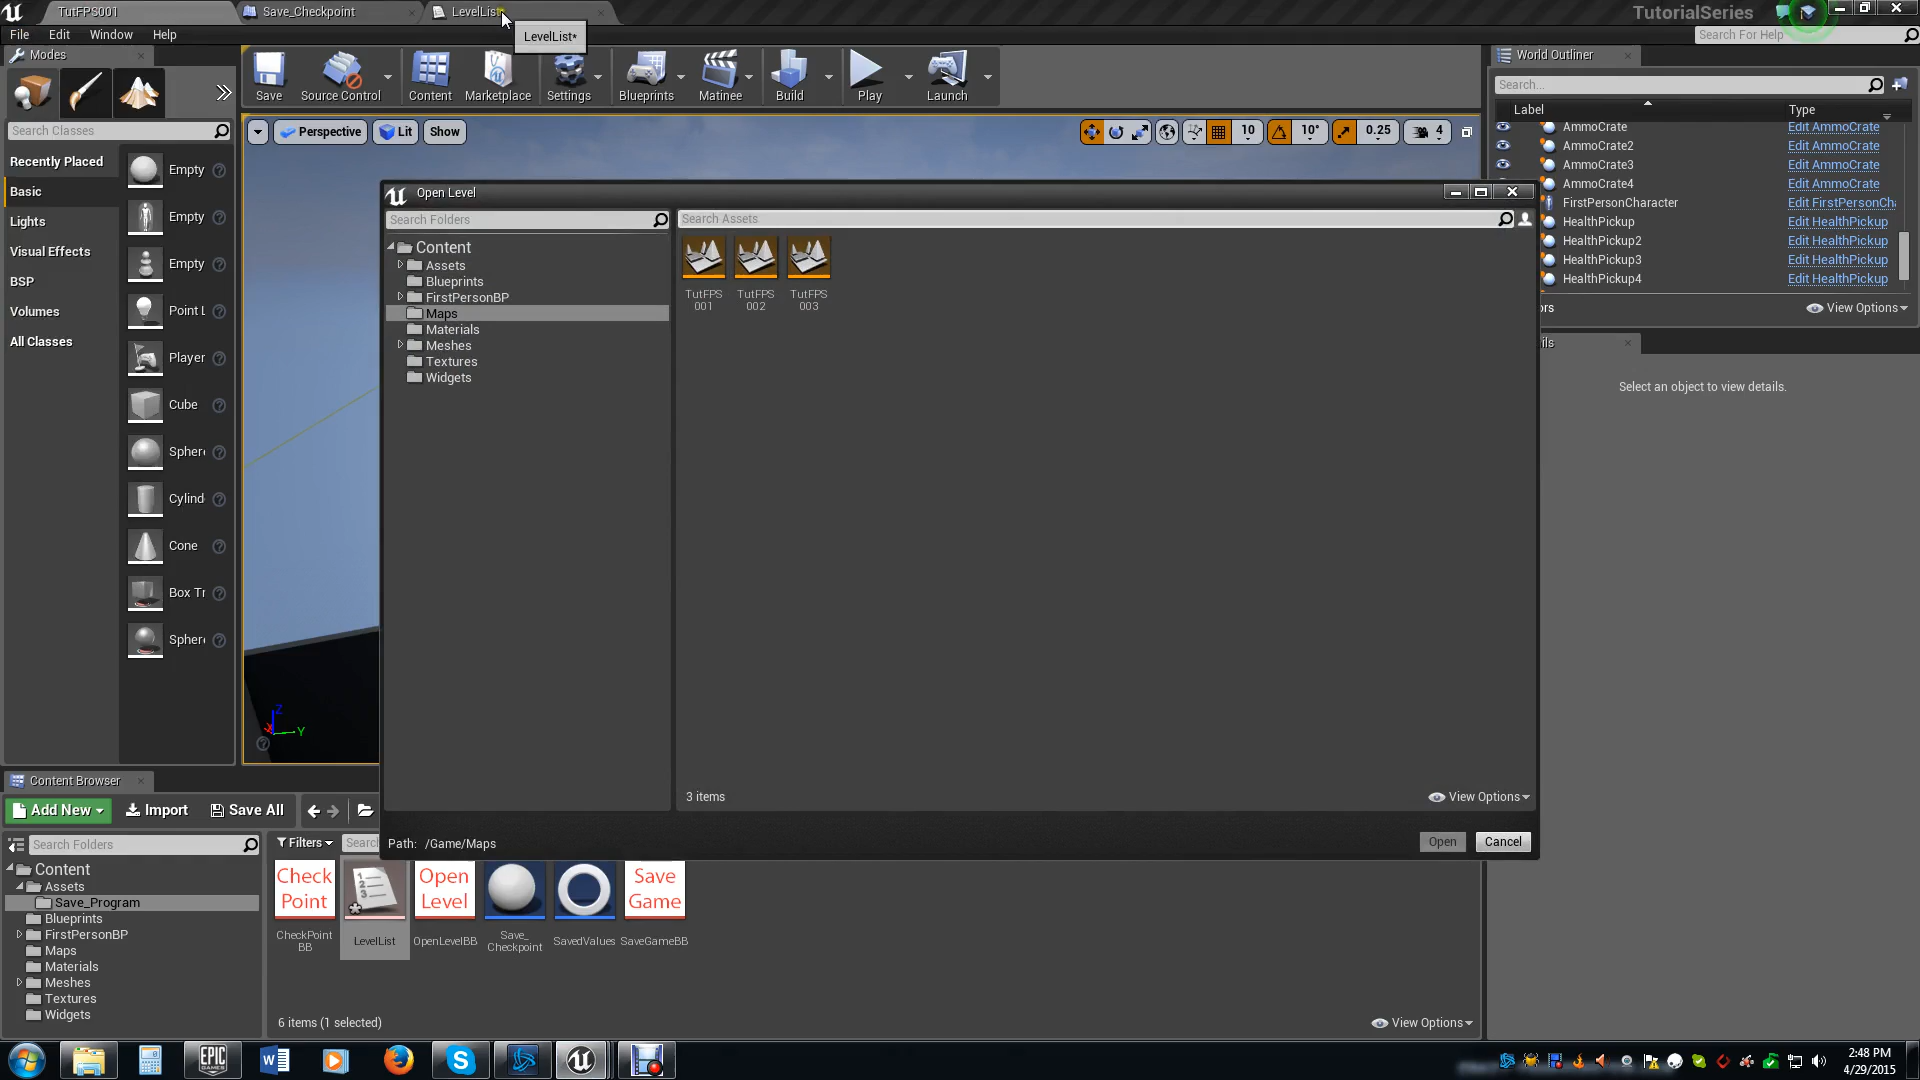 TutFPS001
Save_Checkpoint
LevelList*
TutorialSeries
File
Edit
Window
Help
LevelList*
Search For Help
Modes
Save
Source Control
Content
Marketplace
Settings
Blueprints
Matinee
Build
Play
Launch
World Outliner
Search...
Label
Type
Search Classes
Perspective
Lit
Show
10
10°
0.25
4
AmmoCrate
Edit AmmoCrate
AmmoCrate2
Edit AmmoCrate
AmmoCrate3
Edit AmmoCrate
AmmoCrate4
Edit AmmoCrate
FirstPersonCharacter
Edit FirstPersonCh
HealthPickup
Edit HealthPickup
HealthPickup2
Edit HealthPickup
HealthPickup3
Edit HealthPickup
HealthPickup4
Edit HealthPickup
ors
View Options
ils
Select an object to view details.
Recently Placed
Basic
Lights
Visual Effects
BSP
Volumes
All Classes
Empty
Empty
Empty
Point L
Player
Cube
Sphere
Cylind
Cone
Box Tr
Sphere
Z
X
Y
Open Level
Search Folders
Search Assets
Content
Assets
Blueprints
FirstPersonBP
Maps
Materials
Meshes
Textures
Widgets
TutFPS
001
TutFPS
002
TutFPS
003
3 items
View Options
Path: /Game/Maps
Open
Cancel
Content Browser
Add New
Import
Save All
Search Folders
Filters
Searc
Content
Assets
Save_Program
Blueprints
FirstPersonBP
Maps
Materials
Meshes
Textures
Widgets
Check
Point
Open
Level
Save
Game
CheckPoint
BB
LevelList
OpenLevelBB
Save_
Checkpoint
SavedValues
SaveGameBB
6 items (1 selected)
View Options
EPIC
GAMES
2:48 PM
4/29/2015